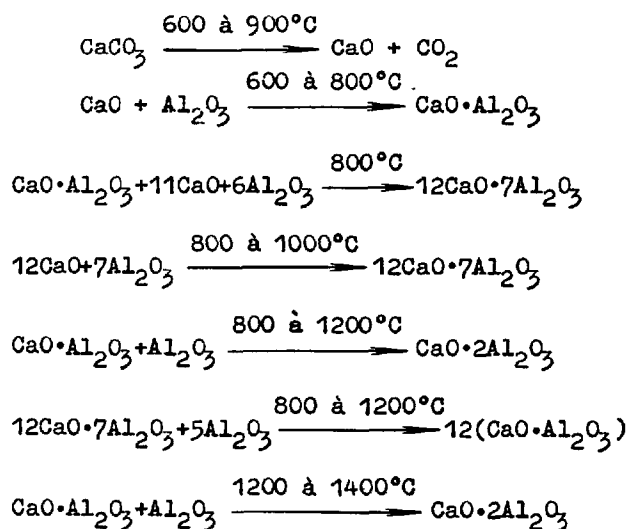 CaCO₃ 600 à 900°C CaO + CO₂
CaO + Al₂O₃ 600 à 800°C CaO•Al₂O₃
CaO•Al₂O₃+11CaO+6Al₂O₃ 800°C 12CaO•7Al₂O₃
12CaO+7Al₂O₃ 800 à 1000°C 12CaO•7Al₂O₃
CaO•Al₂O₃+Al₂O₃ 800 à 1200°C CaO•2Al₂O₃
12CaO•7Al₂O₃+5Al₂O₃ 800 à 1200°C 12(CaO•Al₂O₃)
CaO•Al₂O₃+Al₂O₃ 1200 à 1400°C CaO•2Al₂O₃